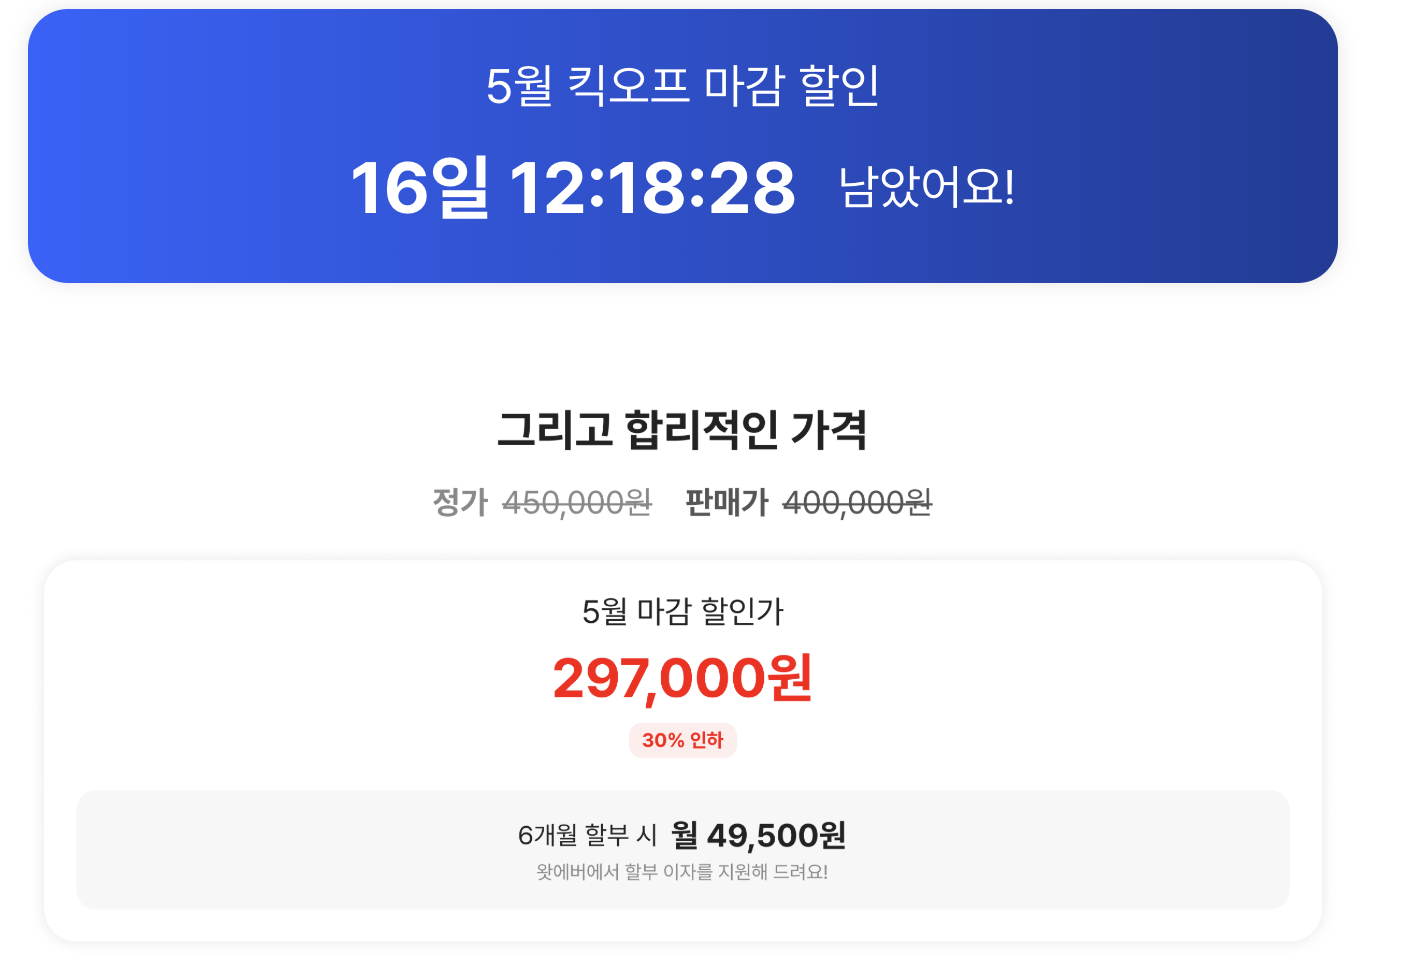 5월 킥오프 마감 할인
16일 12:18:28 남았어요!
그리고 합리적인 가격
정가 450,000원 판매가 400,000원
5월 마감 할인가
297,000원
30% 인하
6개월 할부 시 월 49,500원
왓에버에서 할부 이자를 지원해 드려요!